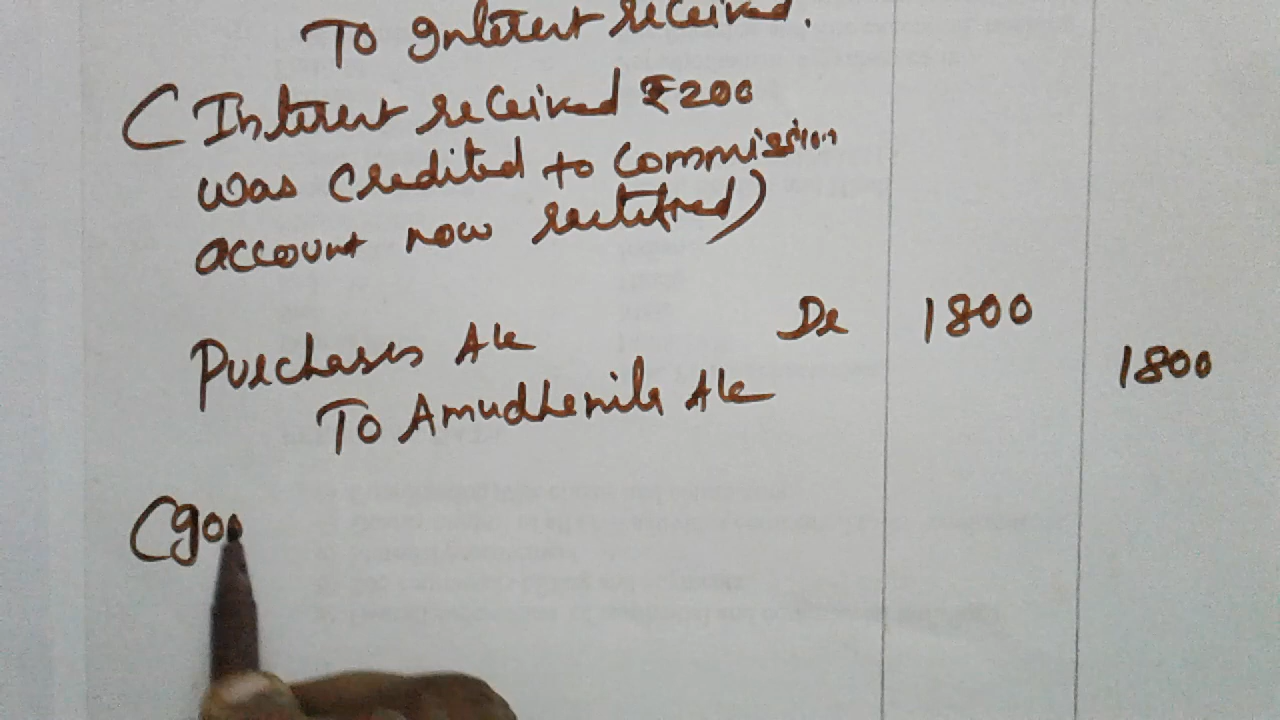 To Interest received.
(Interest received ₹200
was credited to commission
account now rectified)
Purchases A/c Dr 1800
To Amudhenila A/c 1800
(goo